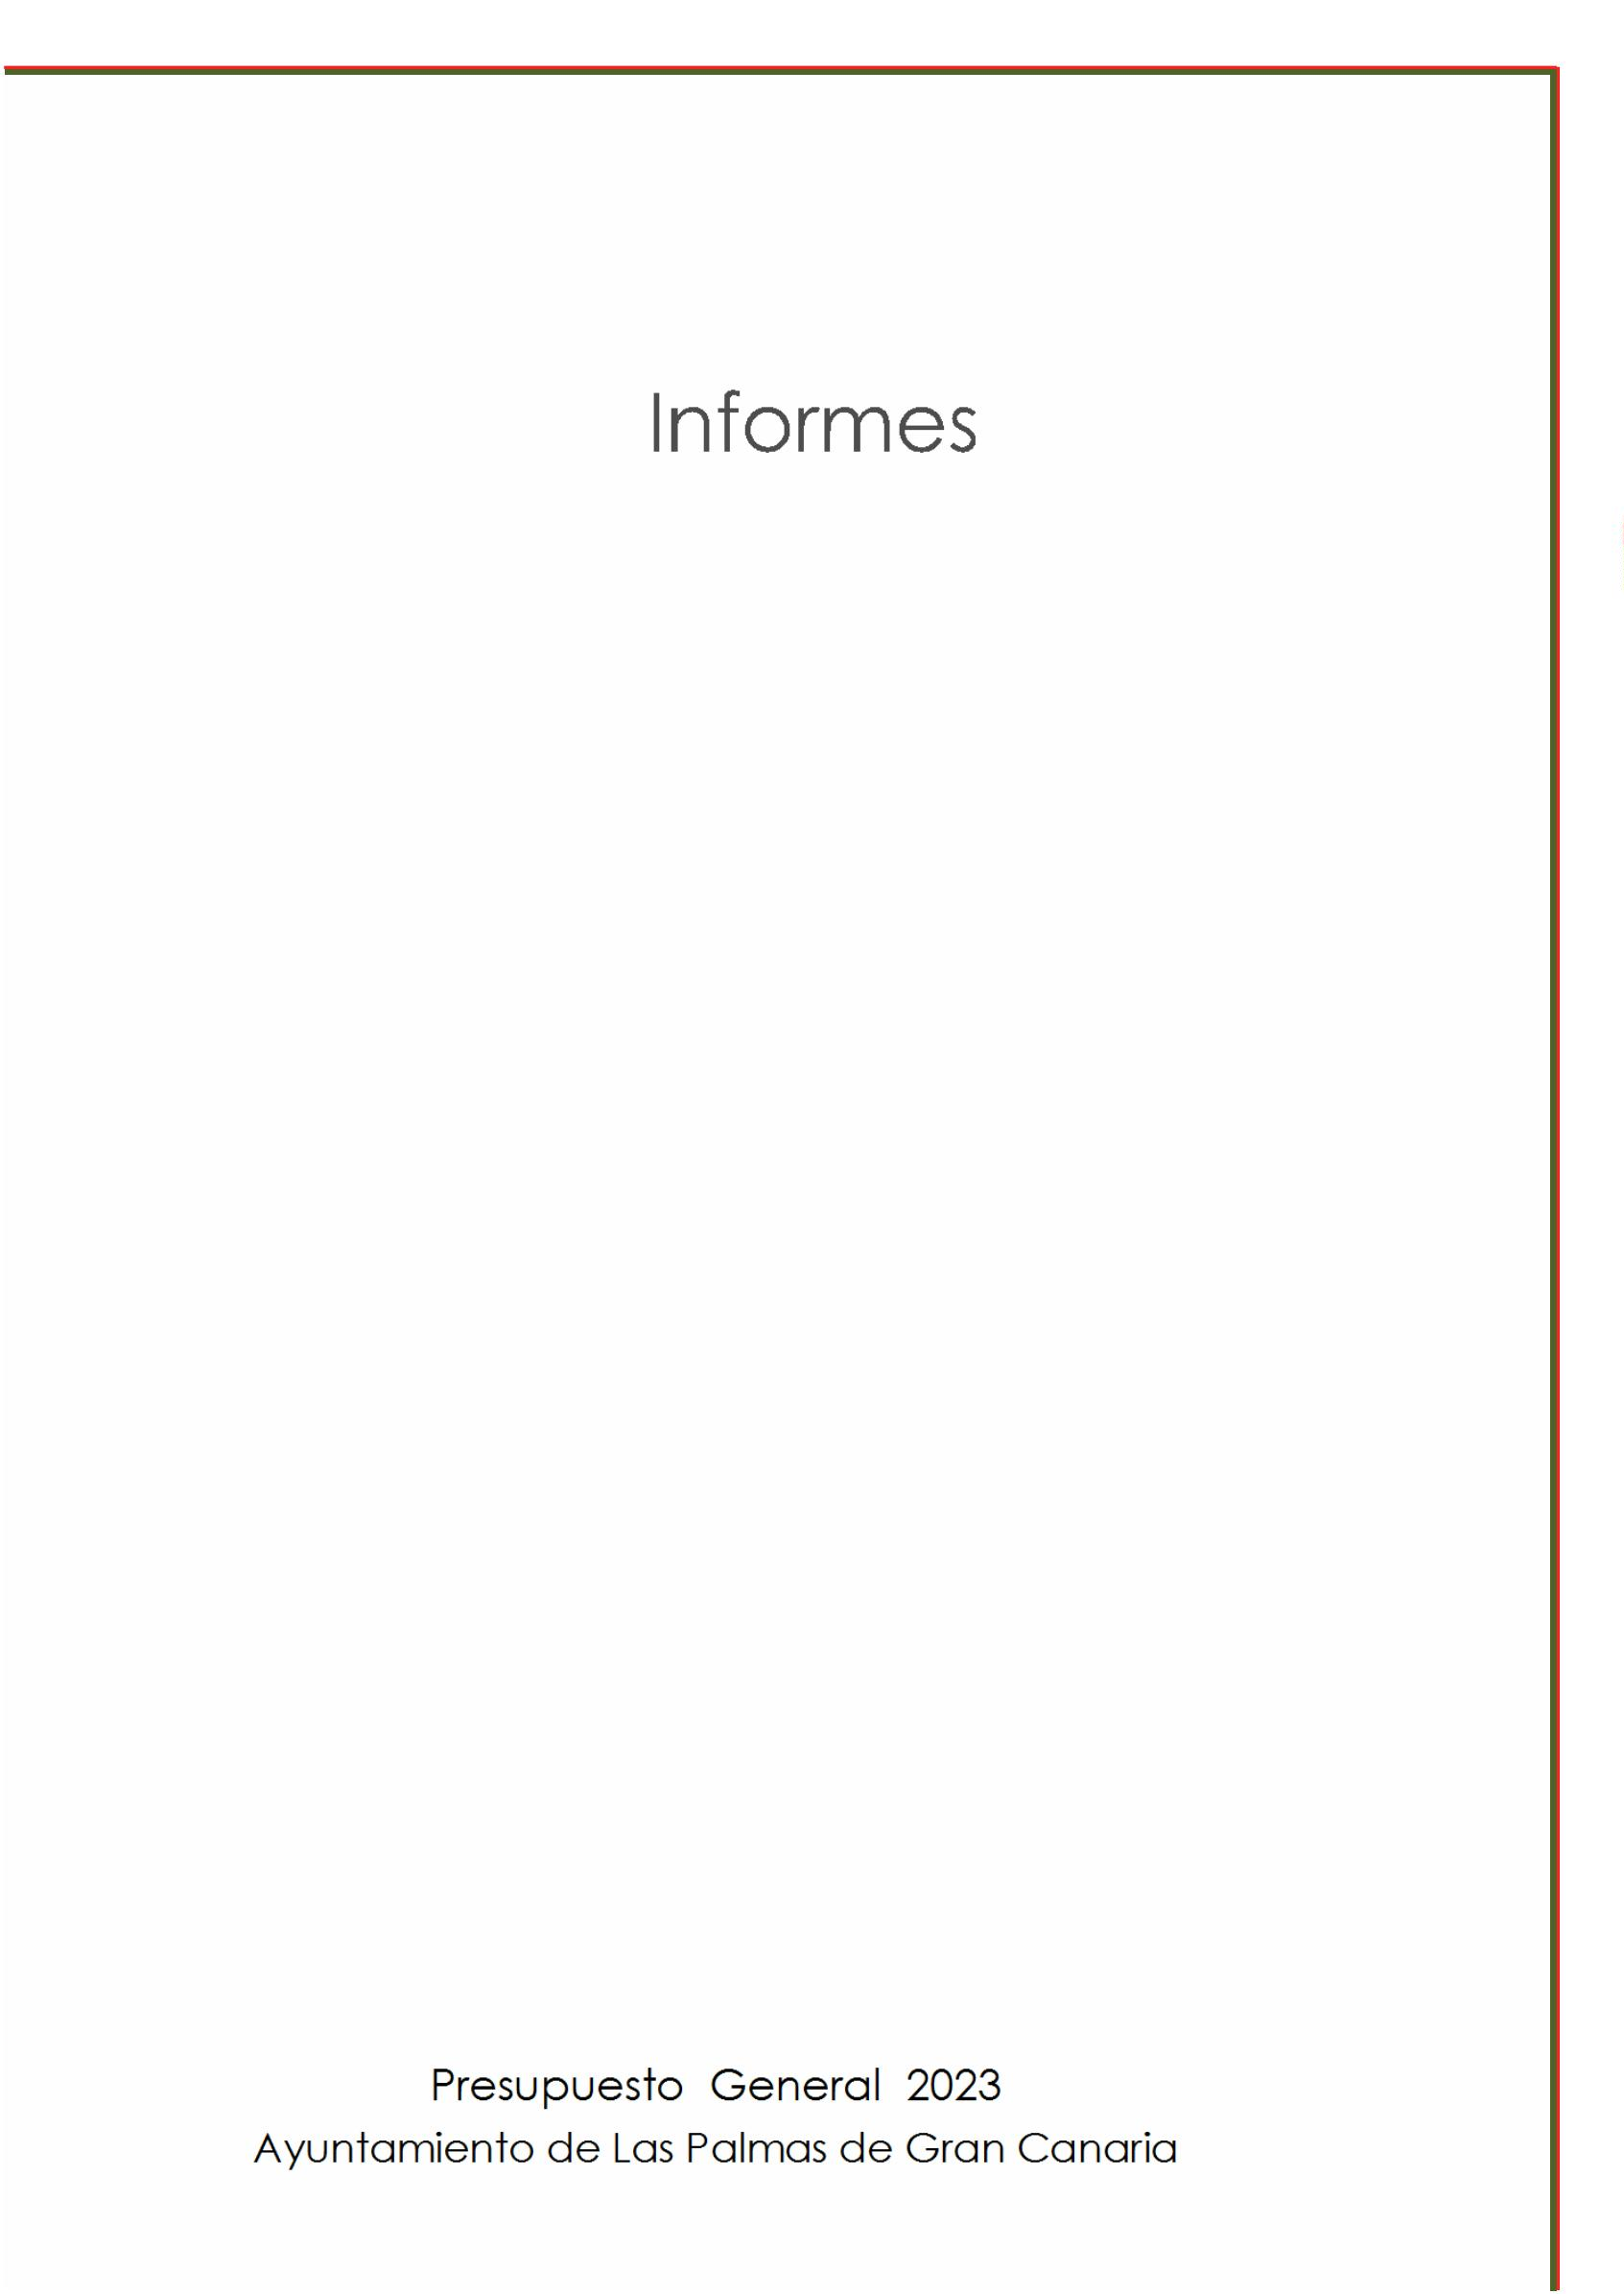 Informes
Presupuesto General 2023
Ayuntamiento de Las Palmas de Gran Canaria